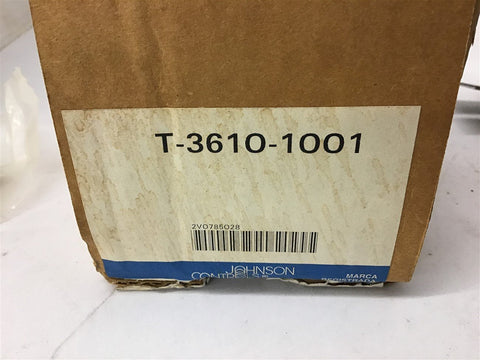 T-3610-1001
2V0785028
JOHNSON
CONTROLS
MARCA
REGISTRADA